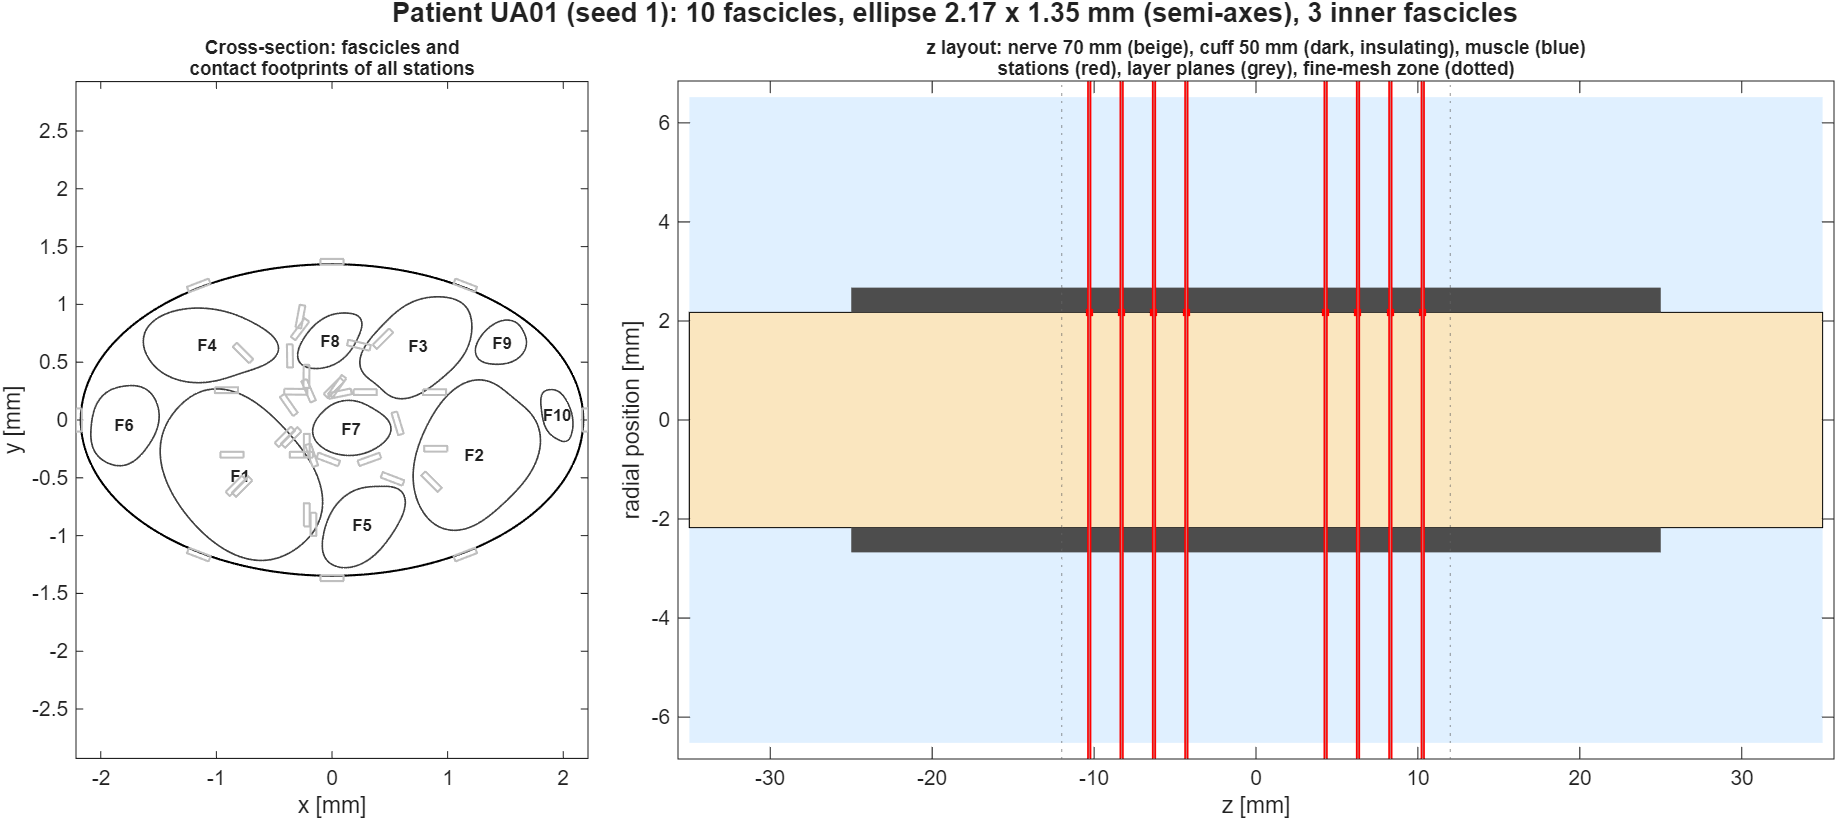 Patient UA01 (seed 1): 10 fascicles, ellipse 2.17 x 1.35 mm (semi-axes), 3 inner fascicles
Cross-section: fascicles and
contact footprints of all stations
2.5
2
1.5
1
0.5
0
-0.5
-1
-1.5
-2
-2.5
y [mm]
F4
F8
F3
F9
F6
F7
F10
F1
F2
F5
-2
-1
0
1
2
x [mm]
z layout: nerve 70 mm (beige), cuff 50 mm (dark, insulating), muscle (blue)
stations (red), layer planes (grey), fine-mesh zone (dotted)
6
4
2
0
-2
-4
-6
radial position [mm]
-30
-20
-10
0
10
20
30
z [mm]